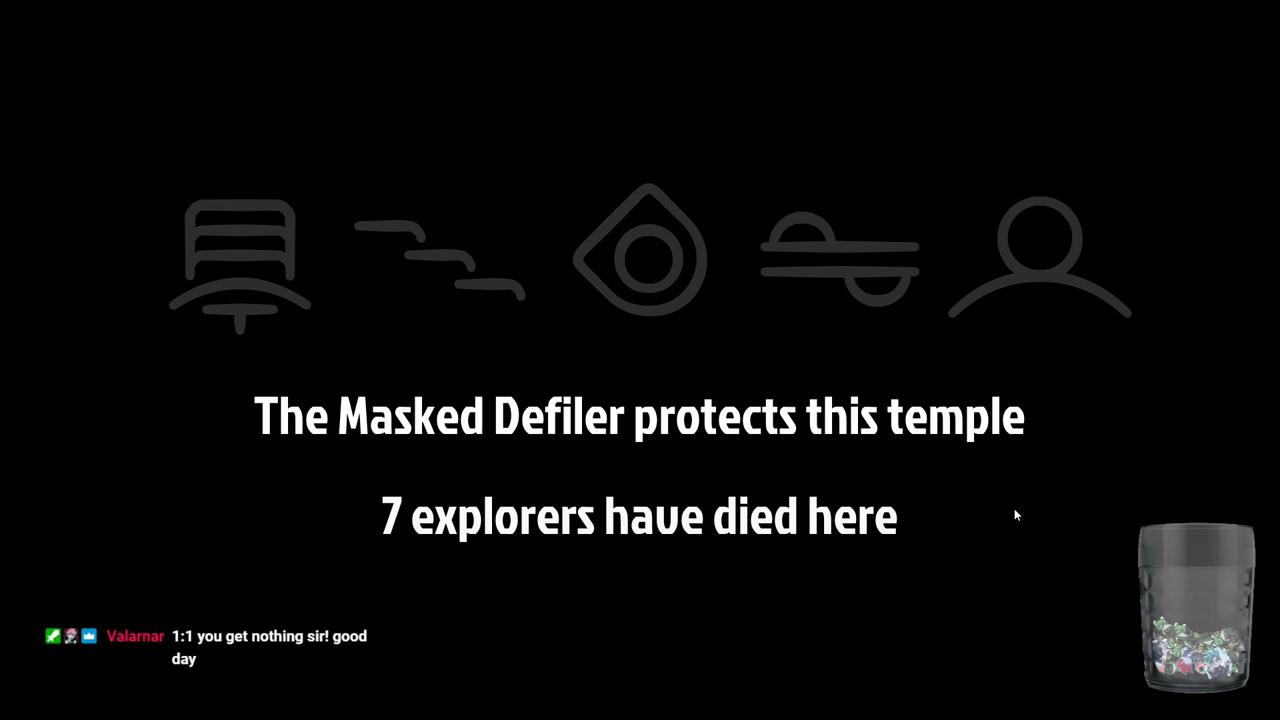 The Masked Defiler protects this temple
7 explorers have died here
Valarnar 1:1 you get nothing sir! good
day